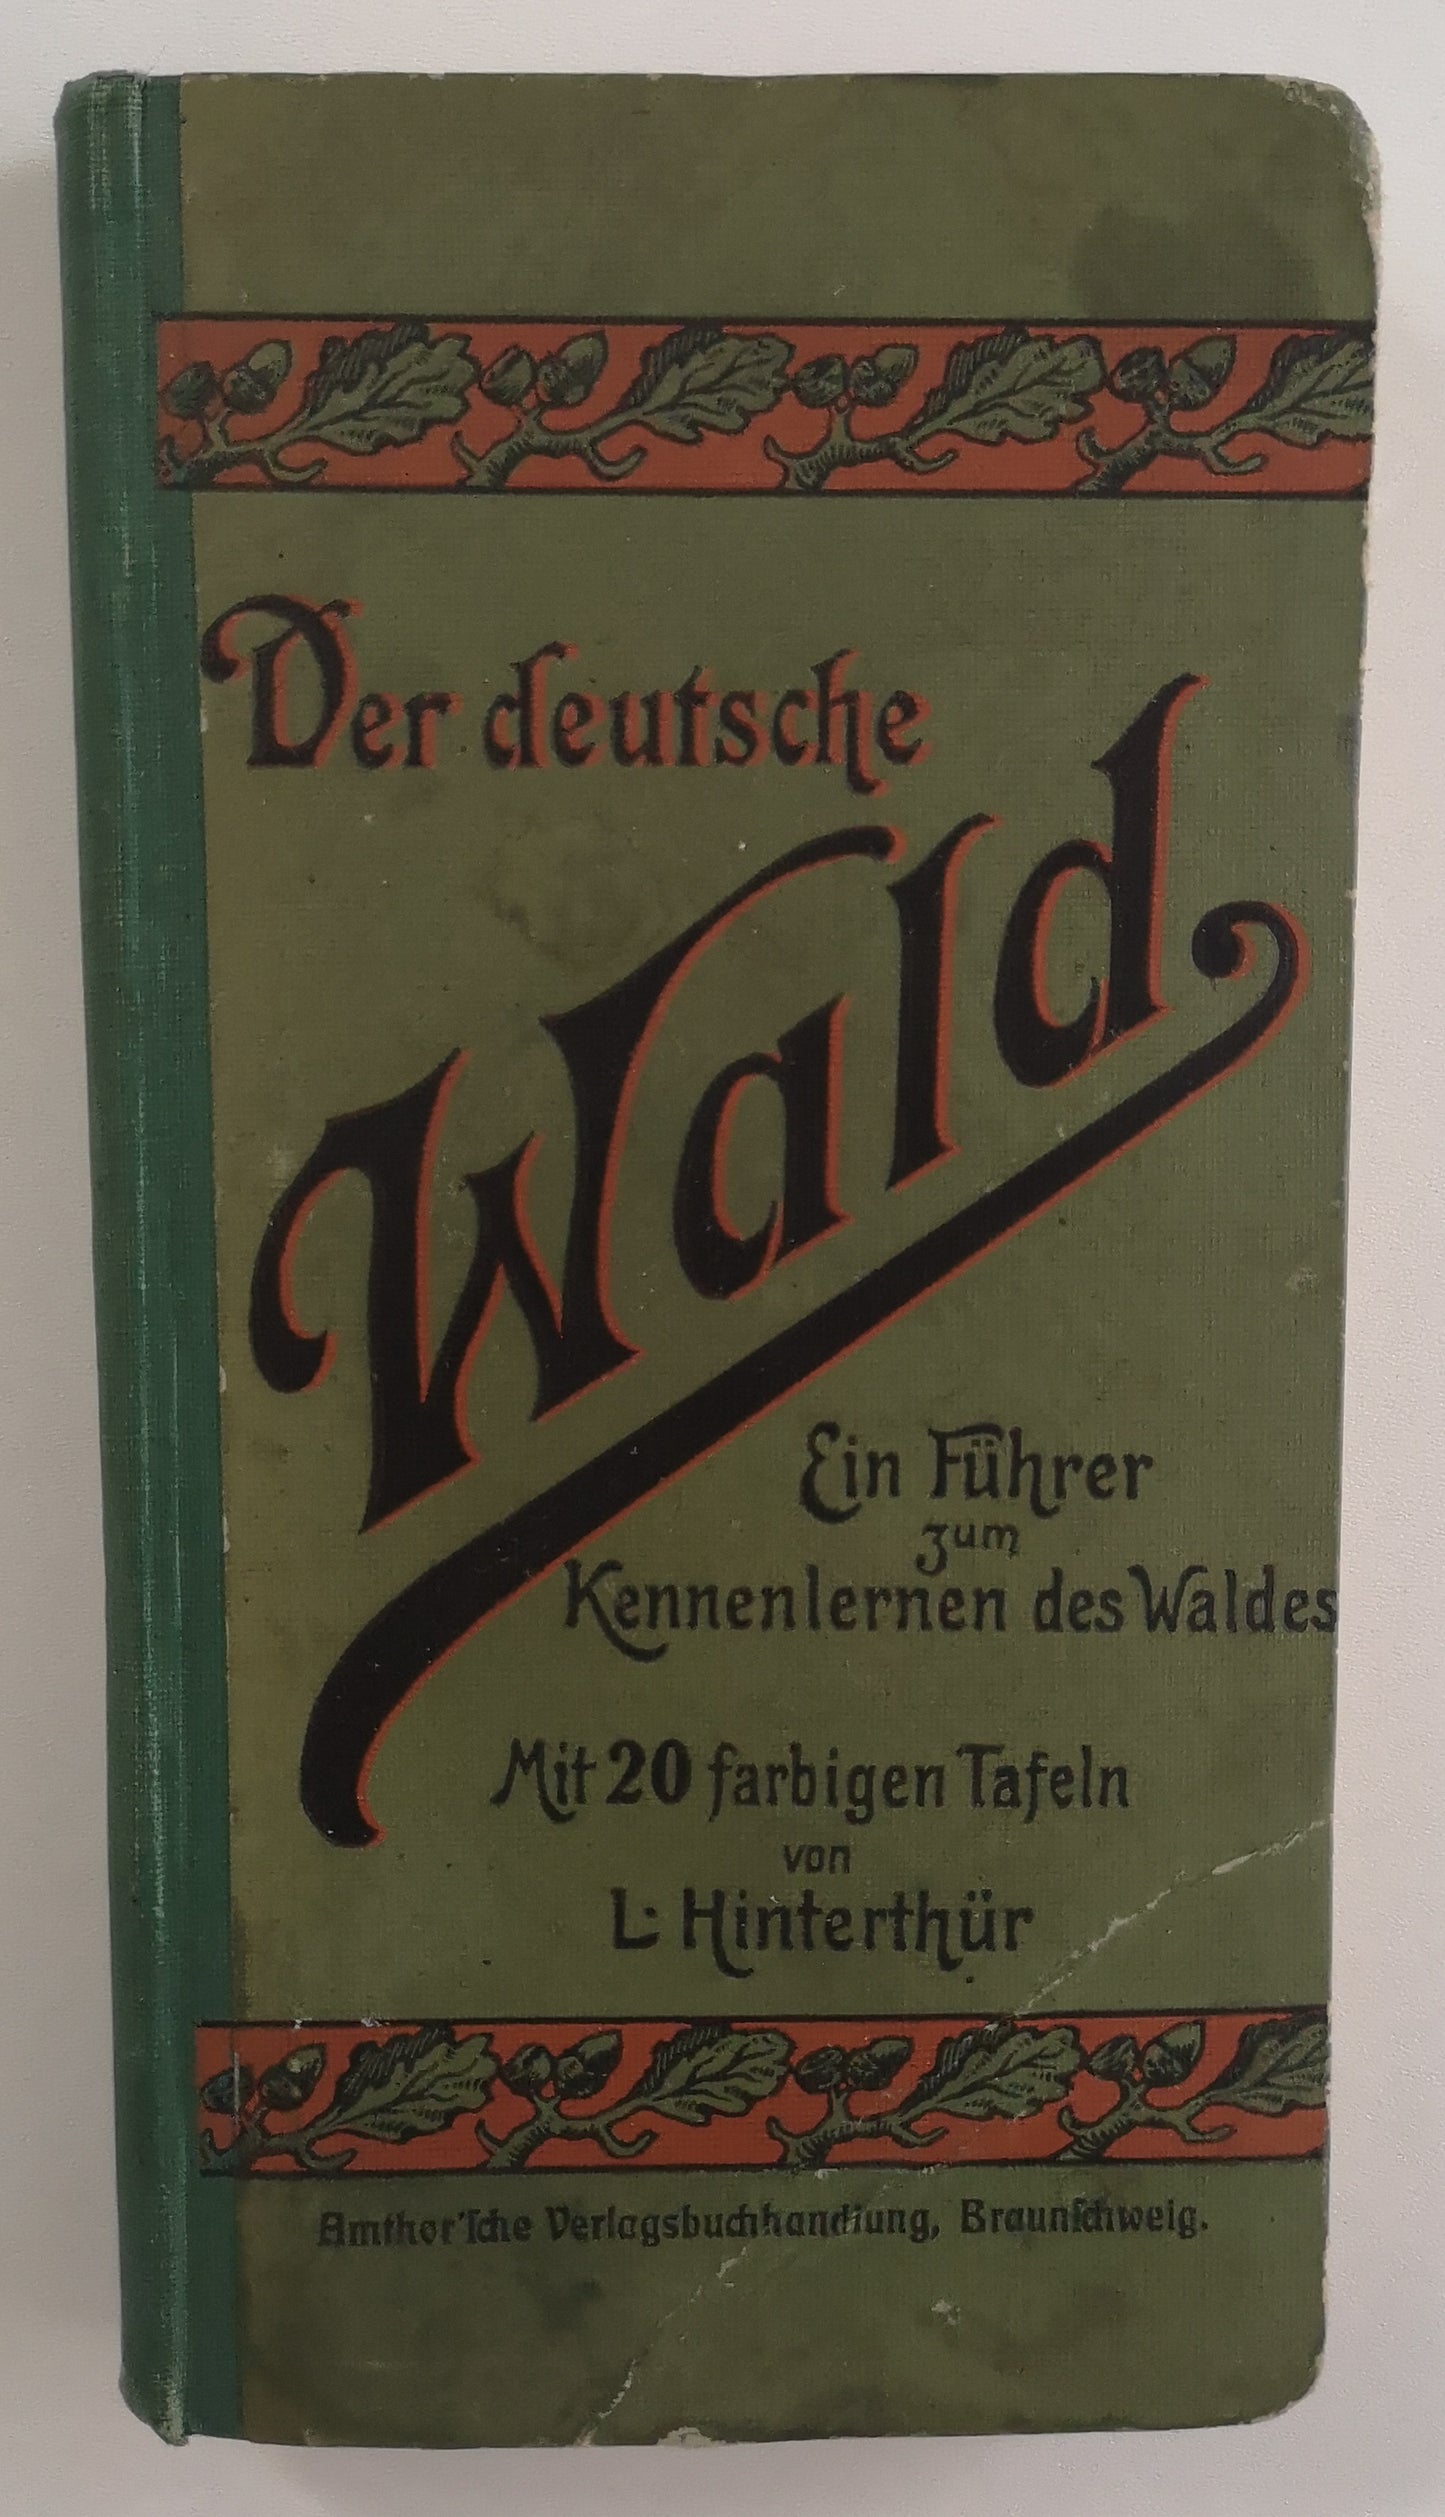 Der deutsche
Wald
Ein Führer
zum
Kennenlernen des Waldes
Mit 20 farbigen Tafeln
von
L. Hinterthür
Amthor'ſche Verlagsbuchhandlung, Braunſchweig.